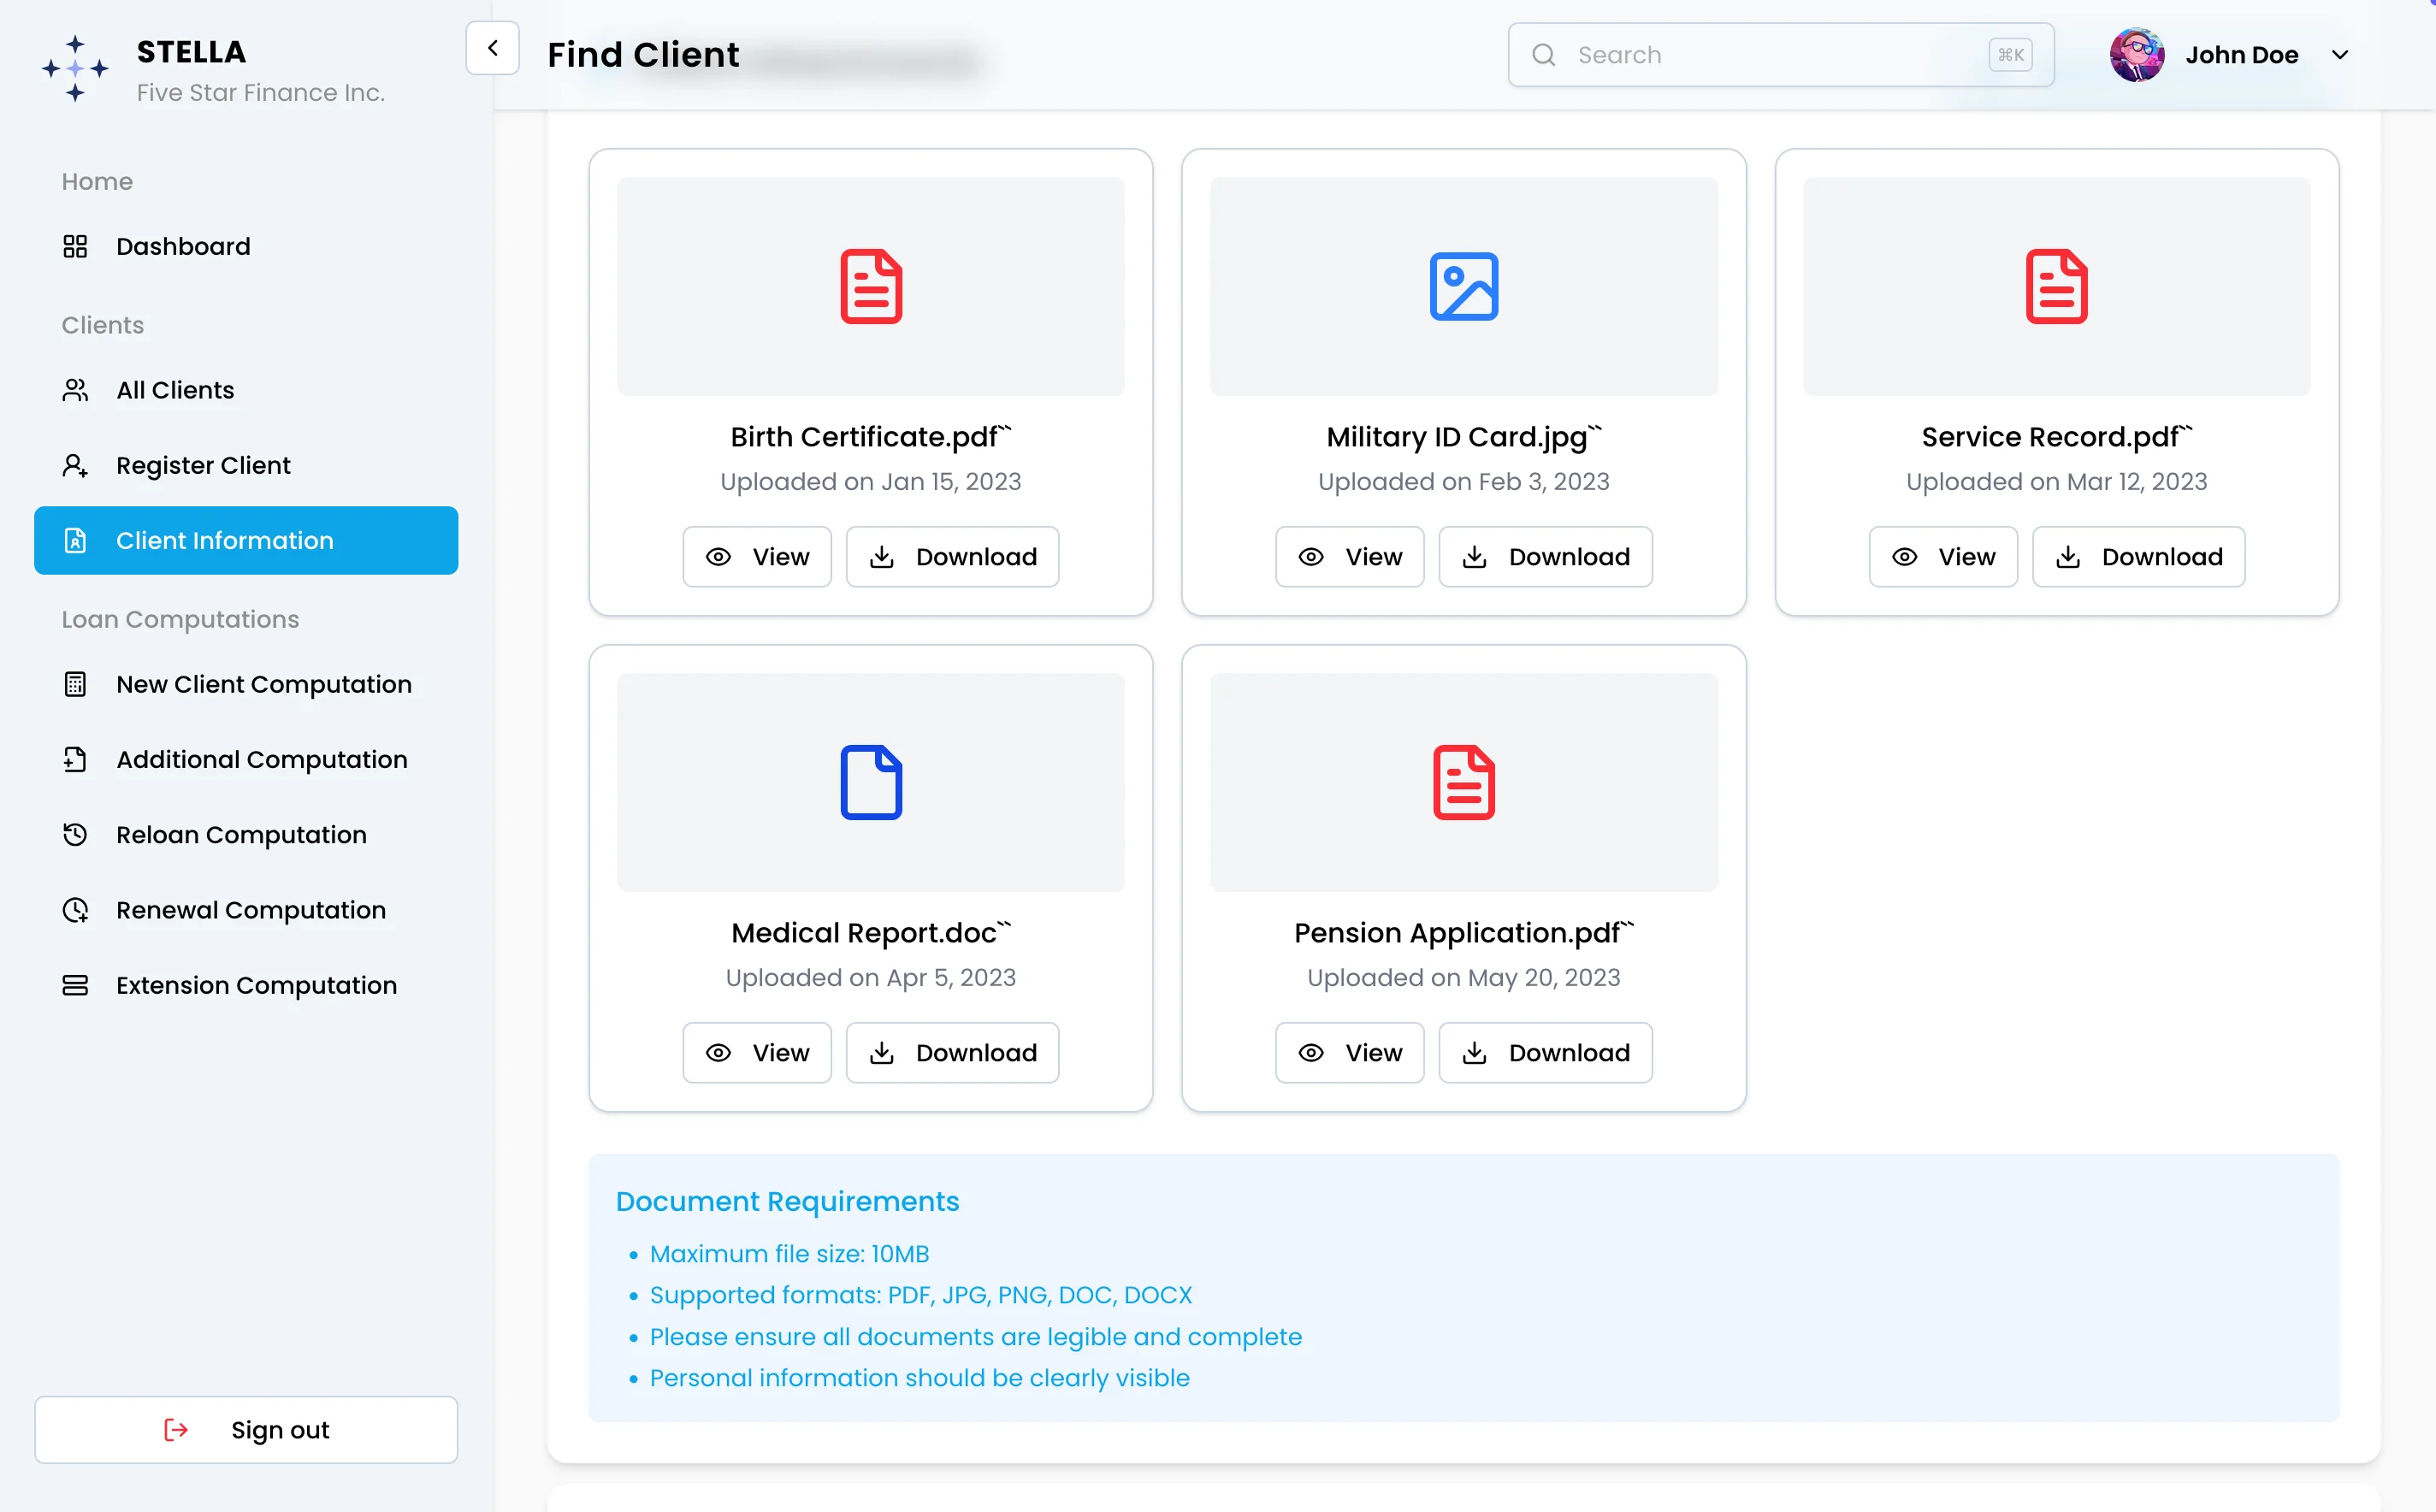 STELLA
Five Star Finance Inc.
Home
Dashboard
Clients
All Clients
Register Client
Client Information
Loan Computations
New Client Computation
Additional Computation
Reloan Computation
Renewal Computation
Extension Computation
Sign out
Find Client
Search
⌘K
John Doe
Birth Certificate.pdf``
Uploaded on Jan 15, 2023
View
Download
Military ID Card.jpg``
Uploaded on Feb 3, 2023
View
Download
Service Record.pdf``
Uploaded on Mar 12, 2023
View
Download
Medical Report.doc``
Uploaded on Apr 5, 2023
View
Download
Pension Application.pdf``
Uploaded on May 20, 2023
View
Download
Document Requirements
• Maximum file size: 10MB
• Supported formats: PDF, JPG, PNG, DOC, DOCX
• Please ensure all documents are legible and complete
• Personal information should be clearly visible